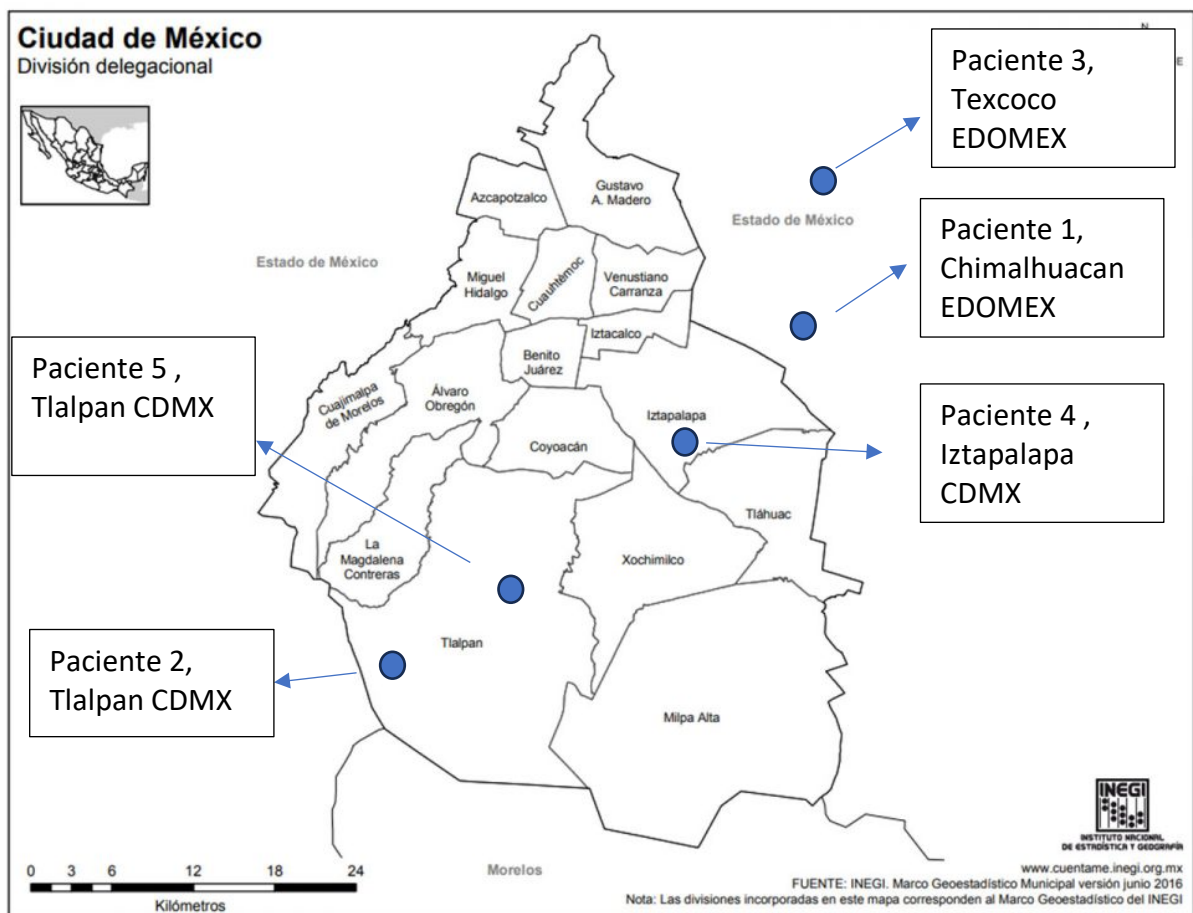 Ciudad de México
División delegacional
N
E
Paciente 3,
Texcoco
EDOMEX
Gustavo
A. Madero
Azcapotzalco
Estado de México
Paciente 1,
Chimalhuacan
EDOMEX
Estado de México
Miguel
Hidalgo
Cuauhtémoc
Venustiano
Carranza
Iztacalco
Benito
Juárez
Paciente 5 ,
Tlalpan CDMX
Cuajimalpa
de Morelos
Álvaro
Obregón
Iztapalapa
Coyoacán
Paciente 4 ,
Iztapalapa
CDMX
Tláhuac
La
Magdalena
Contreras
Xochimilco
Tlalpan
Paciente 2,
Tlalpan CDMX
Milpa Alta
INEGI
INSTITUTO NACIONAL
DE ESTADÍSTICA Y GEOGRAFÍA
0 3 6 12 18 24
Kilómetros
Morelos
www.cuentame.inegi.org.mx
FUENTE: INEGI. Marco Geoestadístico Municipal versión junio 2016
Nota: Las divisiones incorporadas en este mapa corresponden al Marco Geoestadístico del INEGI